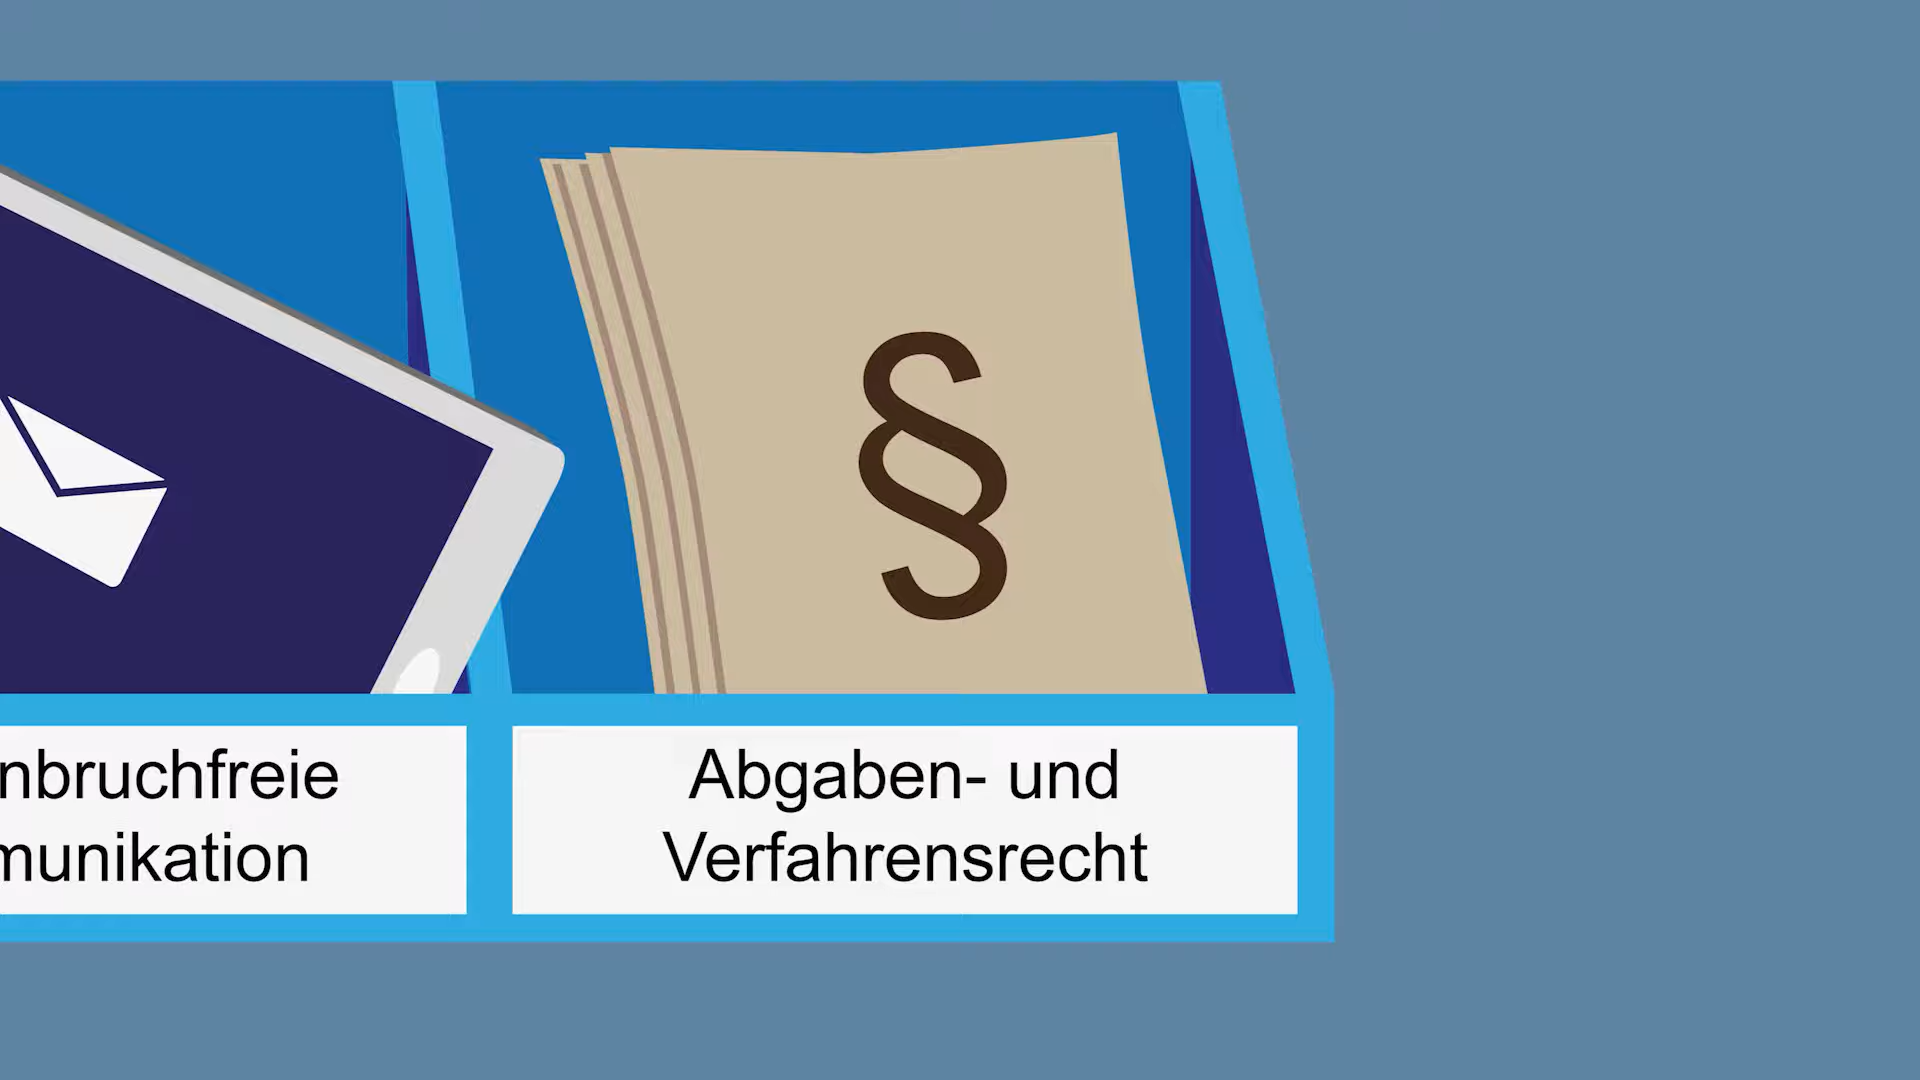 §
nbruchfreie
munikation
Abgaben- und
Verfahrensrecht